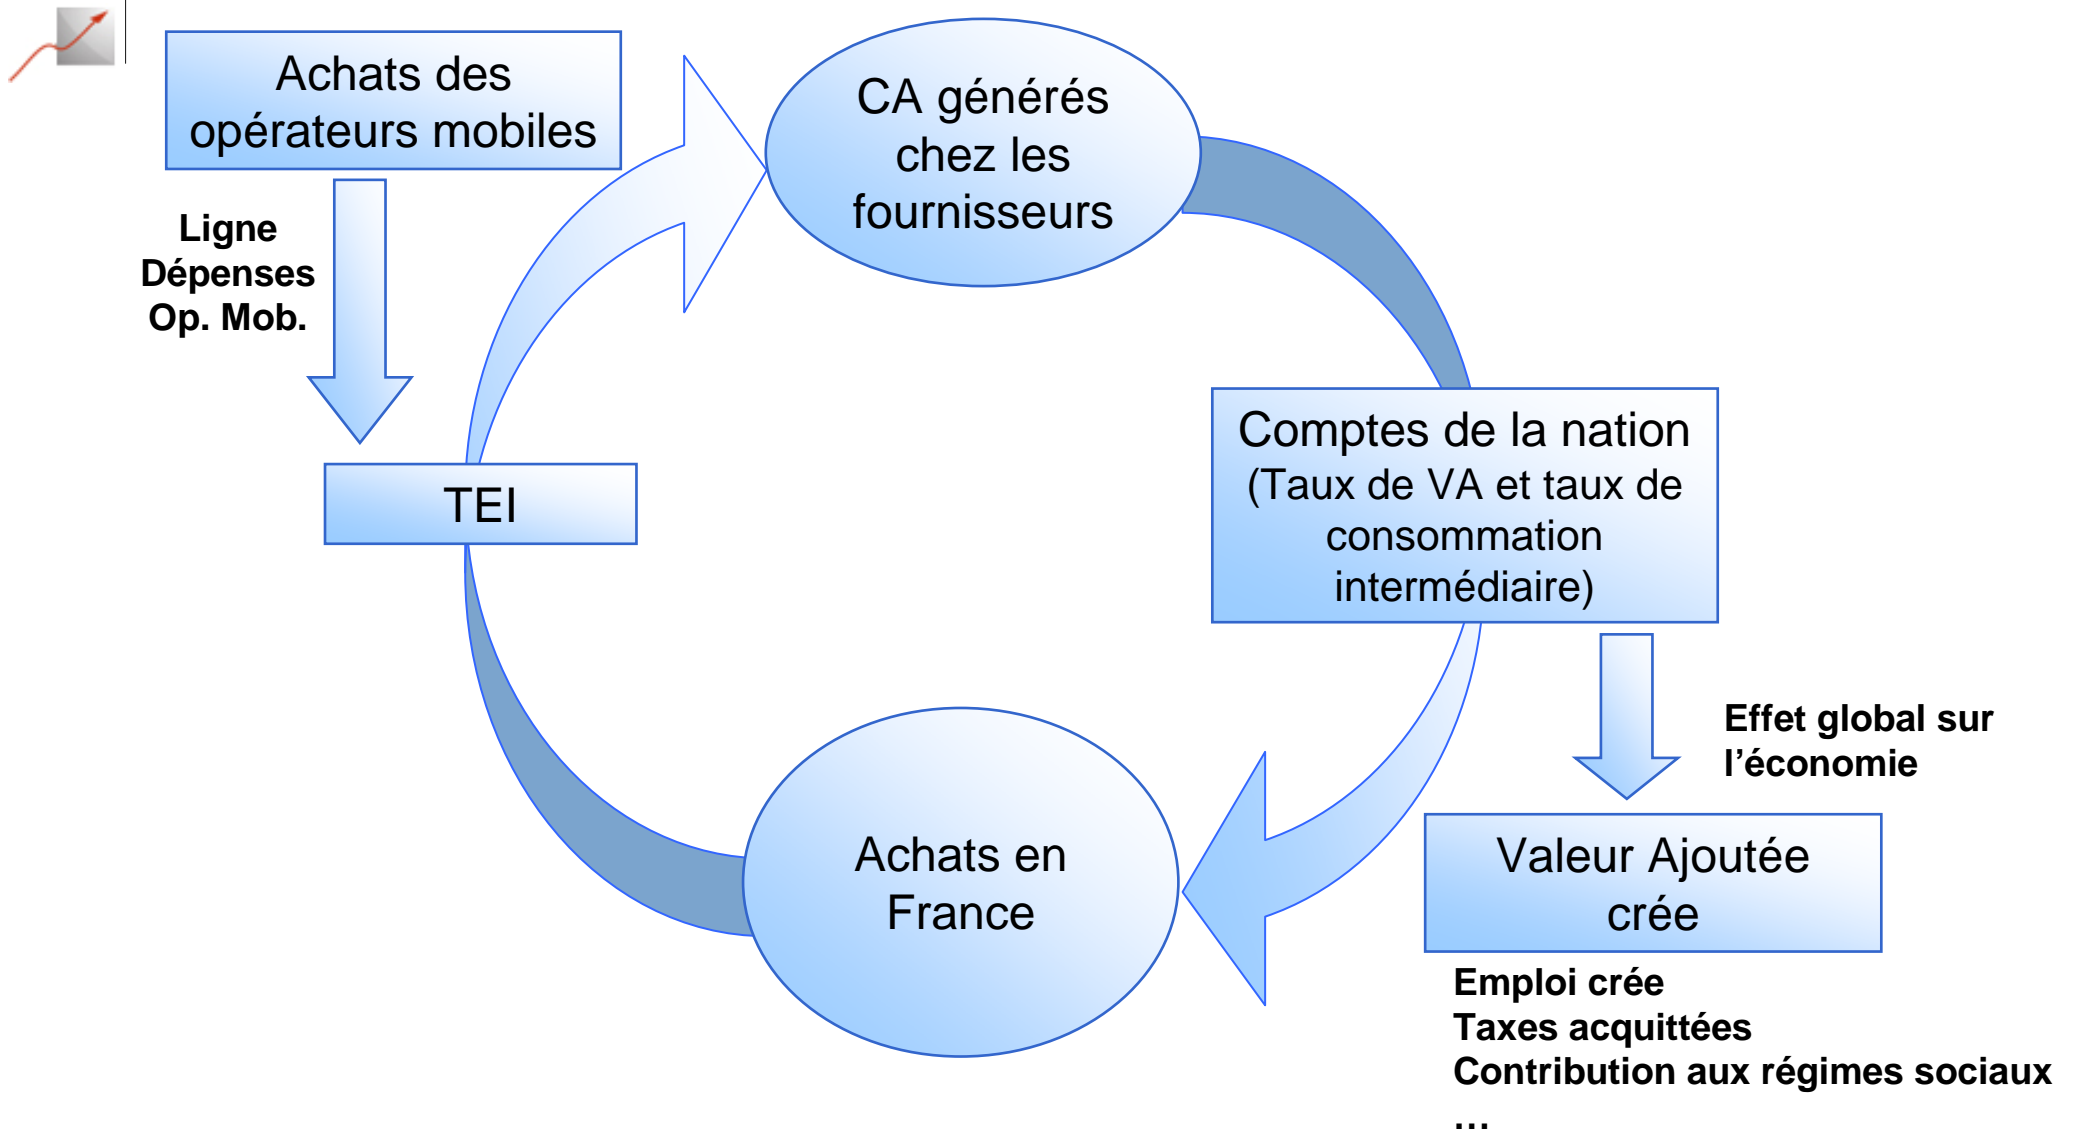 Achats des
opérateurs mobiles
CA générés
chez les
fournisseurs
Ligne
Dépenses
Op. Mob.
TEI
Comptes de la nation
(Taux de VA et taux de
consommation
intermédiaire)
Effet global sur
l’économie
Achats en
France
Valeur Ajoutée
crée
Emploi crée
Taxes acquittées
Contribution aux régimes sociaux
…